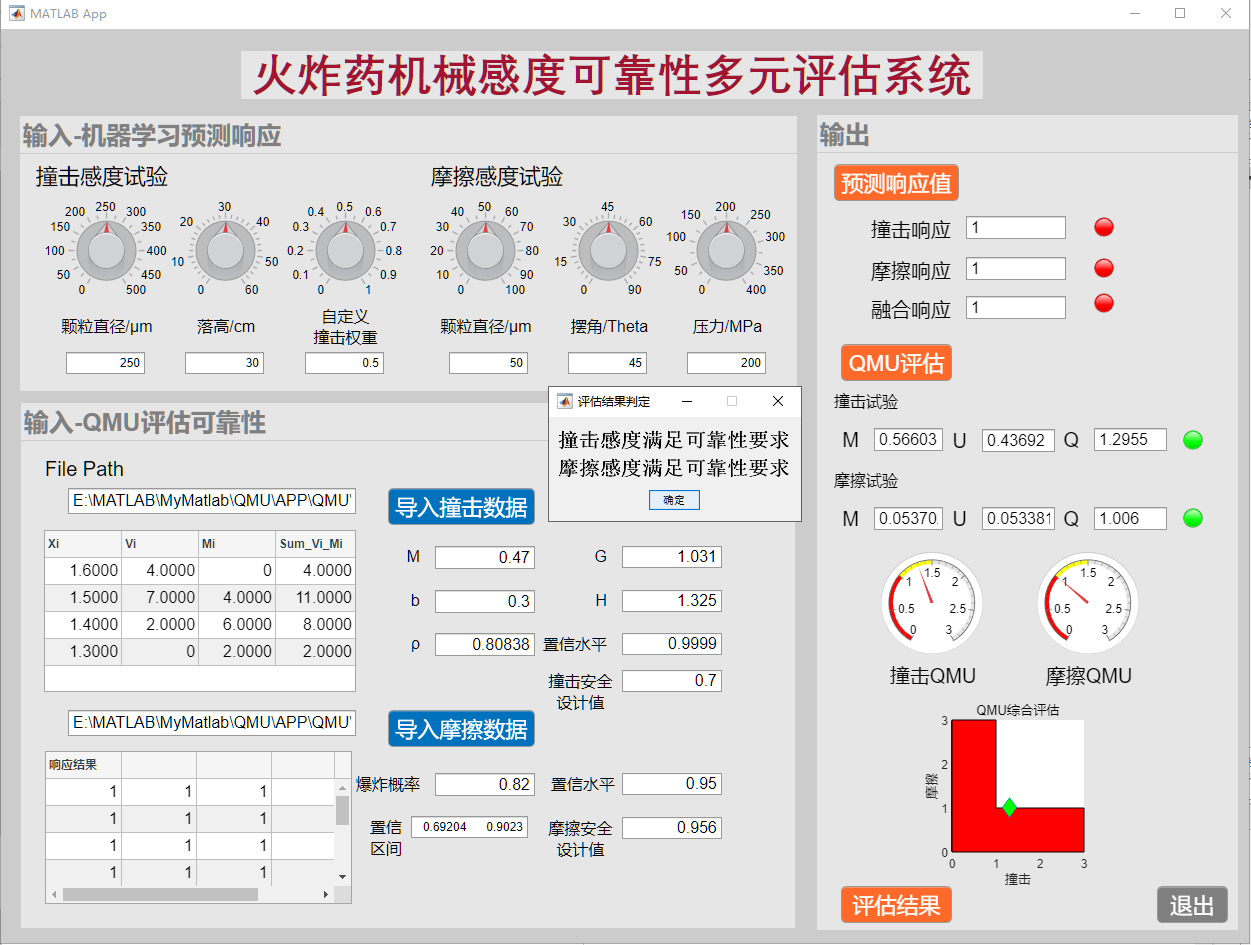 MATLAB App
火炸药机械感度可靠性多元评估系统
输入-机器学习预测响应
撞击感度试验
摩擦感度试验
0 50 100 150 200 250 300 350 400 450 500
0 10 20 30 40 50 60
0 0.1 0.2 0.3 0.4 0.5 0.6 0.7 0.8 0.9 1
0 10 20 30 40 50 60 70 80 90 100
0 15 30 45 60 75 90
0 50 100 150 200 250 300 350 400
颗粒直径/μm 落高/cm 自定义
撞击权重
颗粒直径/μm 摆角/Theta 压力/MPa
250 30 0.5 50 45 200
输入-QMU评估可靠性
File Path
E:\MATLAB\MyMatlab\QMU\APP\QMU\
导入撞击数据
Xi Vi Mi Sum_Vi_Mi
1.6000 4.0000 0 4.0000
1.5000 7.0000 4.0000 11.0000
1.4000 2.0000 6.0000 8.0000
1.3000 0 2.0000 2.0000
M 0.47 G 1.031
b 0.3 H 1.325
ρ 0.80838 置信水平 0.9999
撞击安全
设计值
0.7
E:\MATLAB\MyMatlab\QMU\APP\QMU\
导入摩擦数据
响应结果
1 1 1
1 1 1
1 1 1
1 1 1
爆炸概率 0.82 置信水平 0.95
置信
区间
0.69204 0.9023
摩擦安全
设计值
0.956
评估结果判定
撞击感度满足可靠性要求
摩擦感度满足可靠性要求
确定
输出
预测响应值
撞击响应 1
摩擦响应 1
融合响应 1
QMU评估
撞击试验
M 0.56603 U 0.43692 Q 1.2955
摩擦试验
M 0.05370 U 0.053381 Q 1.006
0 0.5 1 1.5 2 2.5 3
0 0.5 1 1.5 2 2.5 3
撞击QMU 摩擦QMU
QMU综合评估
3
2
1
0
摩擦
0 1 2 3
撞击
评估结果
退出